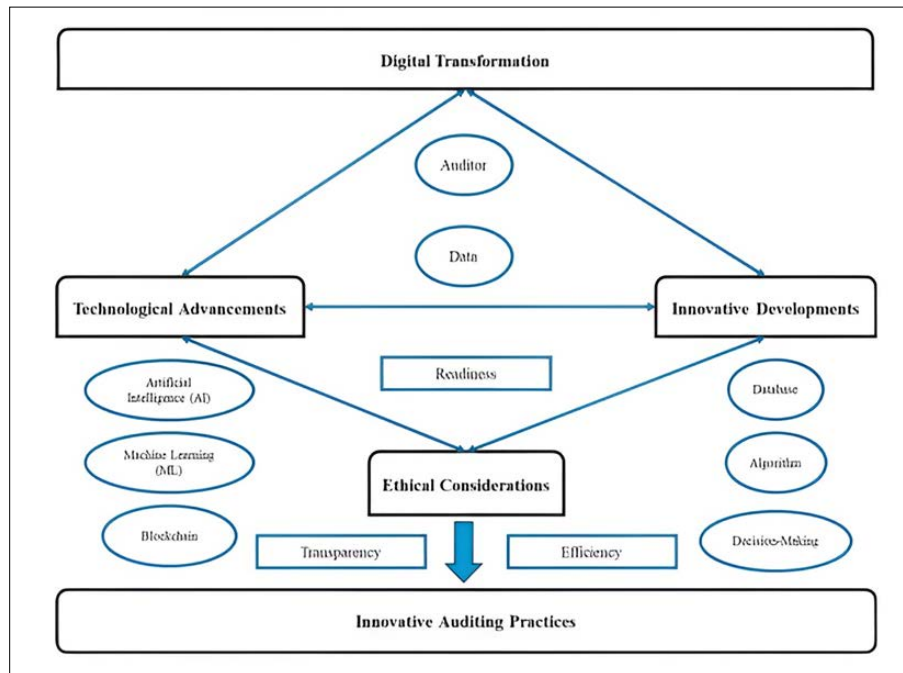 Digital Transformation
Auditor
Data
Technological Advancements
Innovative Developments
Readiness
Artificial
Intelligence (AI)
Database
Machine Learning
(ML)
Algorithm
Ethical Considerations
Blockchain
Transparency
Efficiency
Decision-Making
Innovative Auditing Practices